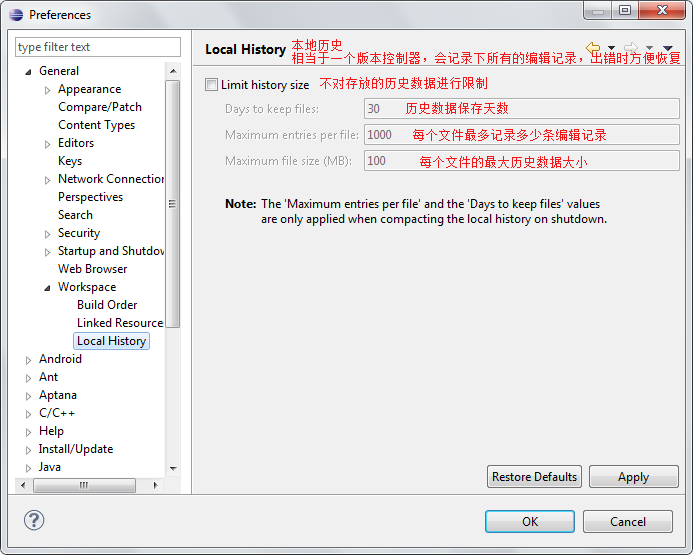 Preferences
type filter text
General
Appearance
Compare/Patch
Content Types
Editors
Keys
Network Connection
Perspectives
Search
Security
Startup and Shutdov
Web Browser
Workspace
Build Order
Linked Resource
Local History
Android
Ant
Aptana
C/C++
Help
Install/Update
Java
Local History
本地历史
相当于一个版本控制器，会记录下所有的编辑记录，出错时方便恢复
Limit history size 不对存放的历史数据进行限制
Days to keep files: 30 历史数据保存天数
Maximum entries per file: 1000 每个文件最多记录多少条编辑记录
Maximum file size (MB): 100 每个文件的最大历史数据大小
Note: The 'Maximum entries per file' and the 'Days to keep files' values
are only applied when compacting the local history on shutdown.
Restore Defaults
Apply
OK
Cancel